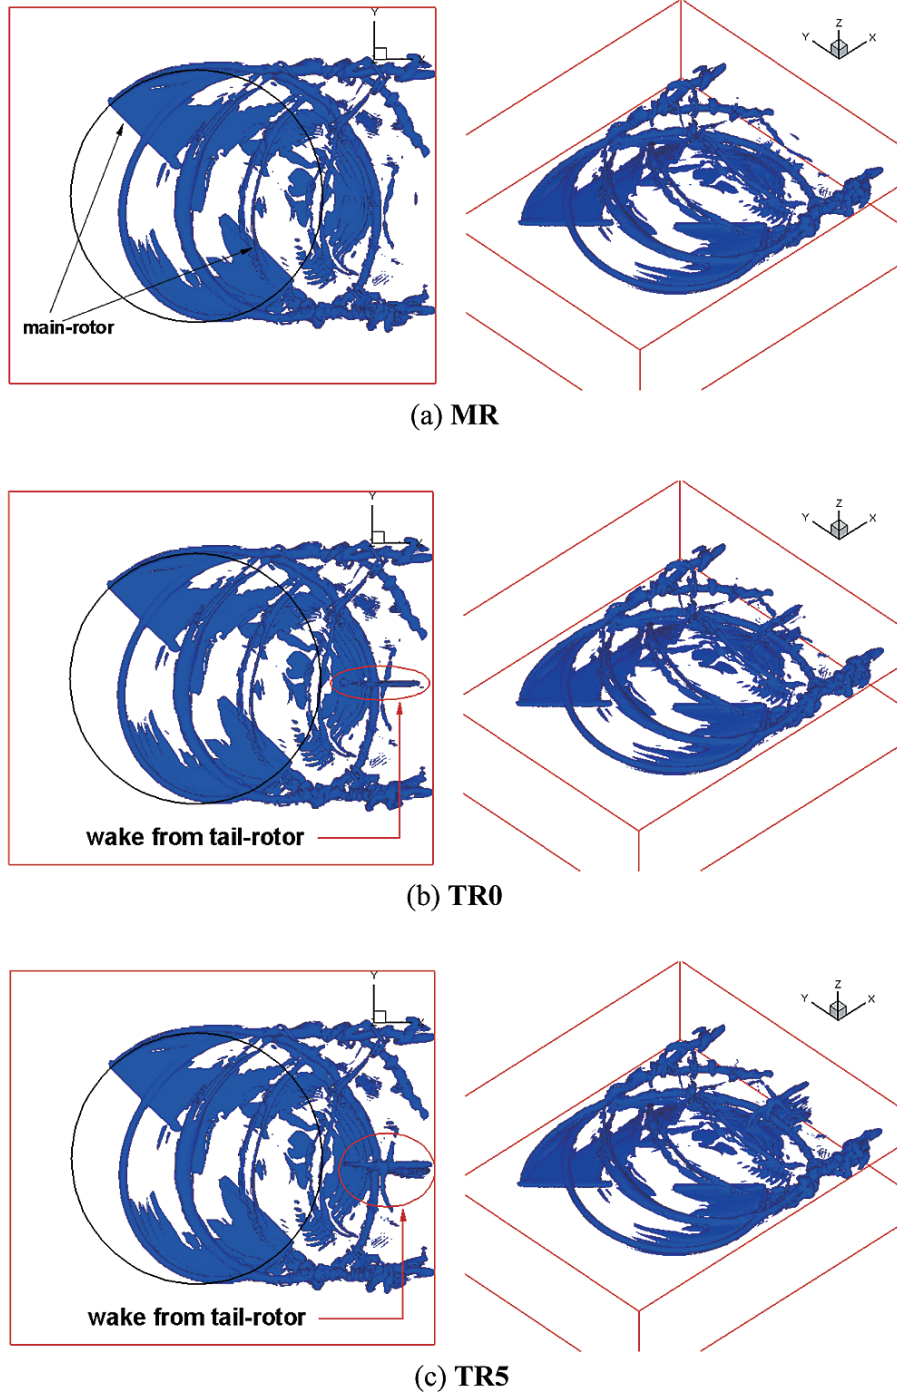 Y
X
Z
Y
X
main-rotor
(a) MR
Y
X
Z
Y
X
wake from tail-rotor
(b) TR0
Y
X
Z
Y
X
wake from tail-rotor
(c) TR5